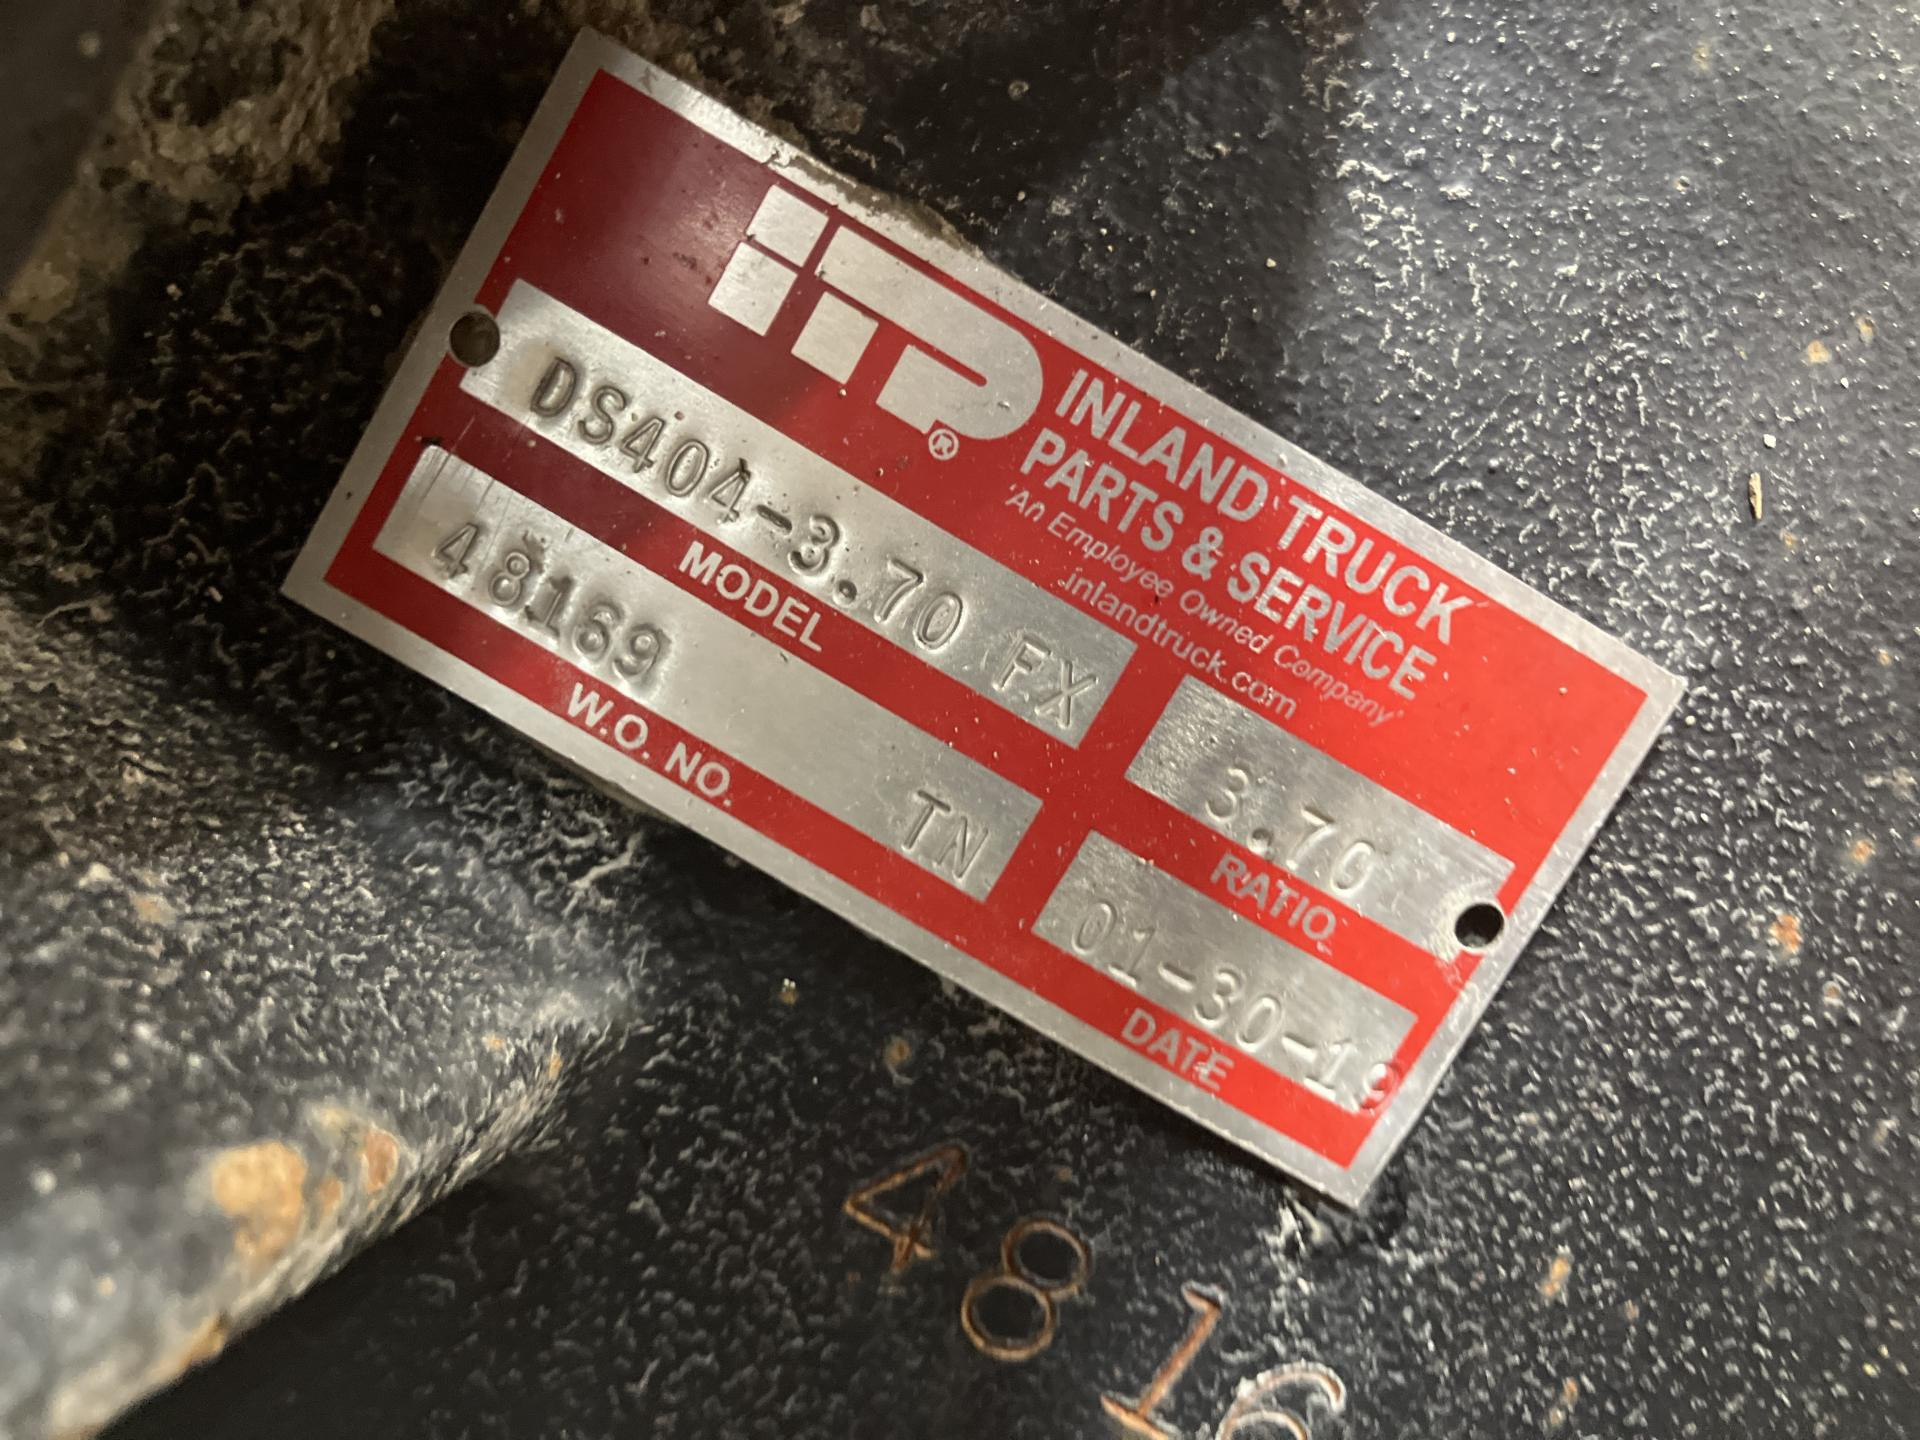 iTP®
INLAND TRUCK
PARTS & SERVICE
'An Employee Owned Company'
inlandtruck.com
DS404-3.70 FX
MODEL
3.70
RATIO
48169 TN
W.O. NO.
01-30-19
DATE
4816